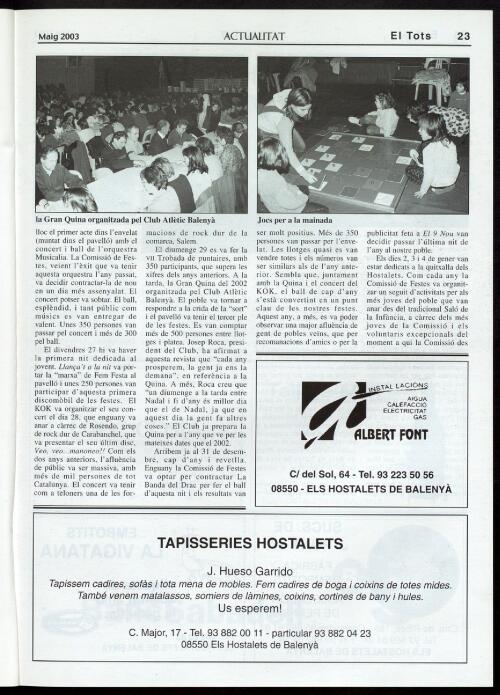 Maig 2003
ACTUALITAT
El Tots
23
la Gran Quina organitzada pel Club Atlètic Balenyà
Jocs per a la mainada
lloc el primer acte dins l'envelat
(muntat dins el pavelló) amb el
concert i ball de l'orquestra
Musicalia. La Comissió de Fes-
tes, veient l'èxit que va tenir
aquesta orquestra l'any passat,
va decidir contractar-la de nou
en un dia més assenyalat. El
concert potser va sobtar. El ball,
esplèndid, i tant públic com
músics es van entregar de
valent. Unes 350 persones van
passar pel concert i més de 300
pel ball.
El divendres 27 hi va haver
la primera nit dedicada al
jovent. Llança't a la nit va por-
tar la "marxa" de Fem Festa al
pavelló i unes 250 persones van
participar d'aquesta primera
discomòbil de les festes. El
KOK va organitzar el seu con-
cert el dia 28, que enguany va
anar a càrrec de Rosendo, grup
de rock dur de Carabanchel, que
va presentar el seu últim disc,
Veo, veo...mamoneo!! Com els
dos anys anteriors, l'afluència
de públic va ser massiva, amb
més de mil persones de tot
Catalunya. El concert va tenir
com a teloners una de les for-
macions de rock dur de la
comarca, Salem.
El diumenge 29 es va fer la
VII Trobada de puntaires, amb
350 participants, que supera les
xifres dels anys anteriors. A la
tarda, la Gran Quina del 2002
organitzada pel Club Atlètic
Balenyà. El poble va tornar a
respondre a la crida de la "sort"
i el pavelló va tenir el tercer ple
de les festes. Es van comptar
més de 500 persones entre llot-
ges i platea. Josep Roca, presi-
dent del Club, ha afirmat a
aquesta revista que "cada any
prosperem, la gent ja ens la
demana", en referència a la
Quina. A més, Roca creu que
"un diumenge a la tarda entre
Nadal i fi d'any és millor dia
que el de Nadal, ja que en
aquest dia la gent fa altres
coses." El Club ja prepara la
Quina per a l'any que ve per les
mateixes dates que el 2002.
Arribem ja al 31 de desem-
bre, cap d'any i revetlla.
Enguany la Comissió de Festes
va optar per contractar La
Banda del Drac per fer el ball
d'aquesta nit i els resultats van
ser molt positius. Més de 350
persones van passar per l'enve-
lat. Les llotges quasi es van
vendre totes i els números van
ser similars als de l'any ante-
rior. Sembla que, juntament
amb la Quina i el concert del
KOK, el ball de cap d'any
s'està convertint en un punt
clau de les nostres festes.
Aquest any, a més, es va poder
observar una major afluència de
gent de pobles veïns, que per
recomanacions d'amics o per la
publicitat feta a El 9 Nou van
decidir passar l'última nit de
l'any al nostre poble.
Els dies 2, 3 i 4 de gener van
estar dedicats a la quitxalla dels
Hostalets. Com cada any la
Comissió de Festes va organit-
zar un seguit d'activitats per als
més joves del poble que van
anar des del tradicional Saló de
la Infància, a càrrec dels més
joves de la Comissió i els
voluntaris excepcionals del
moment a qui la Comissió des
INSTAL·LACIONS
AIGUA
CALEFACCIÓ
ELECTRICITAT
GAS
ALBERT FONT
C/ del Sol, 64 - Tel. 93 223 50 56
08550 - ELS HOSTALETS DE BALENYÀ
TAPISSERIES HOSTALETS
J. Hueso Garrido
Tapissem cadires, sofàs i tota mena de mobles. Fem cadires de boga i coixins de totes mides.
També venem matalassos, somiers de làmines, coixins, cortines de bany i hules.
Us esperem!
C. Major, 17 - Tel. 93 882 00 11 - particular 93 882 04 23
08550 Els Hostalets de Balenyà